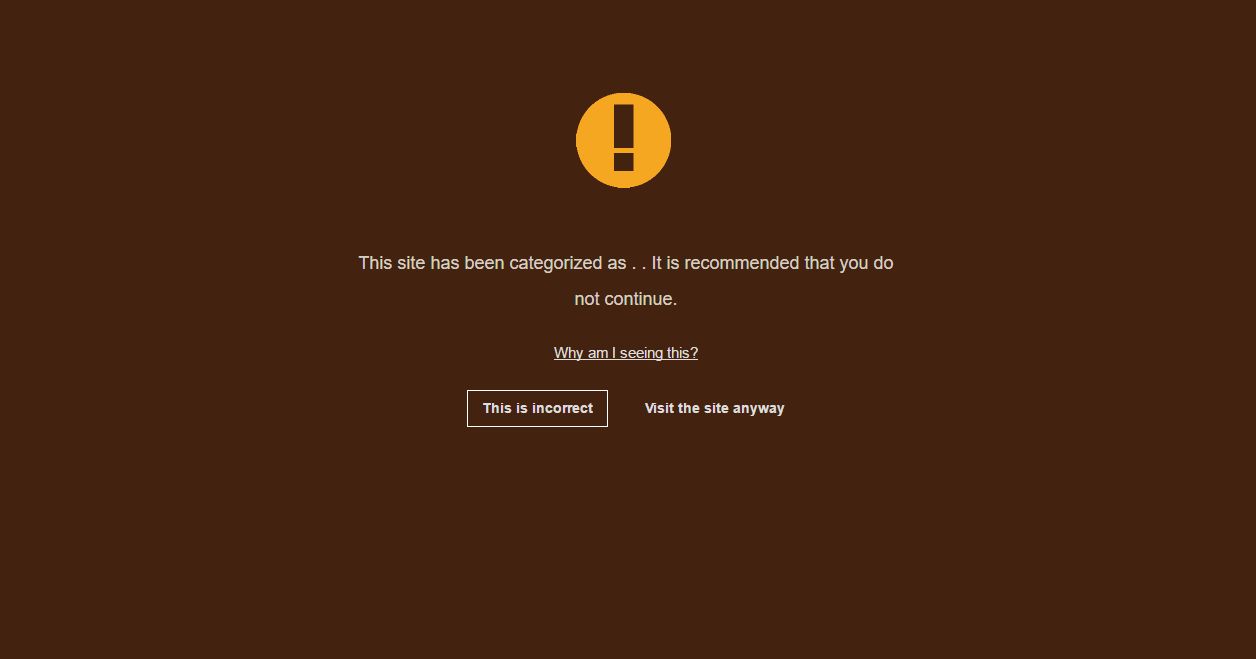 This site has been categorized as . . It is recommended that you do
not continue.
Why am I seeing this?
This is incorrect
Visit the site anyway